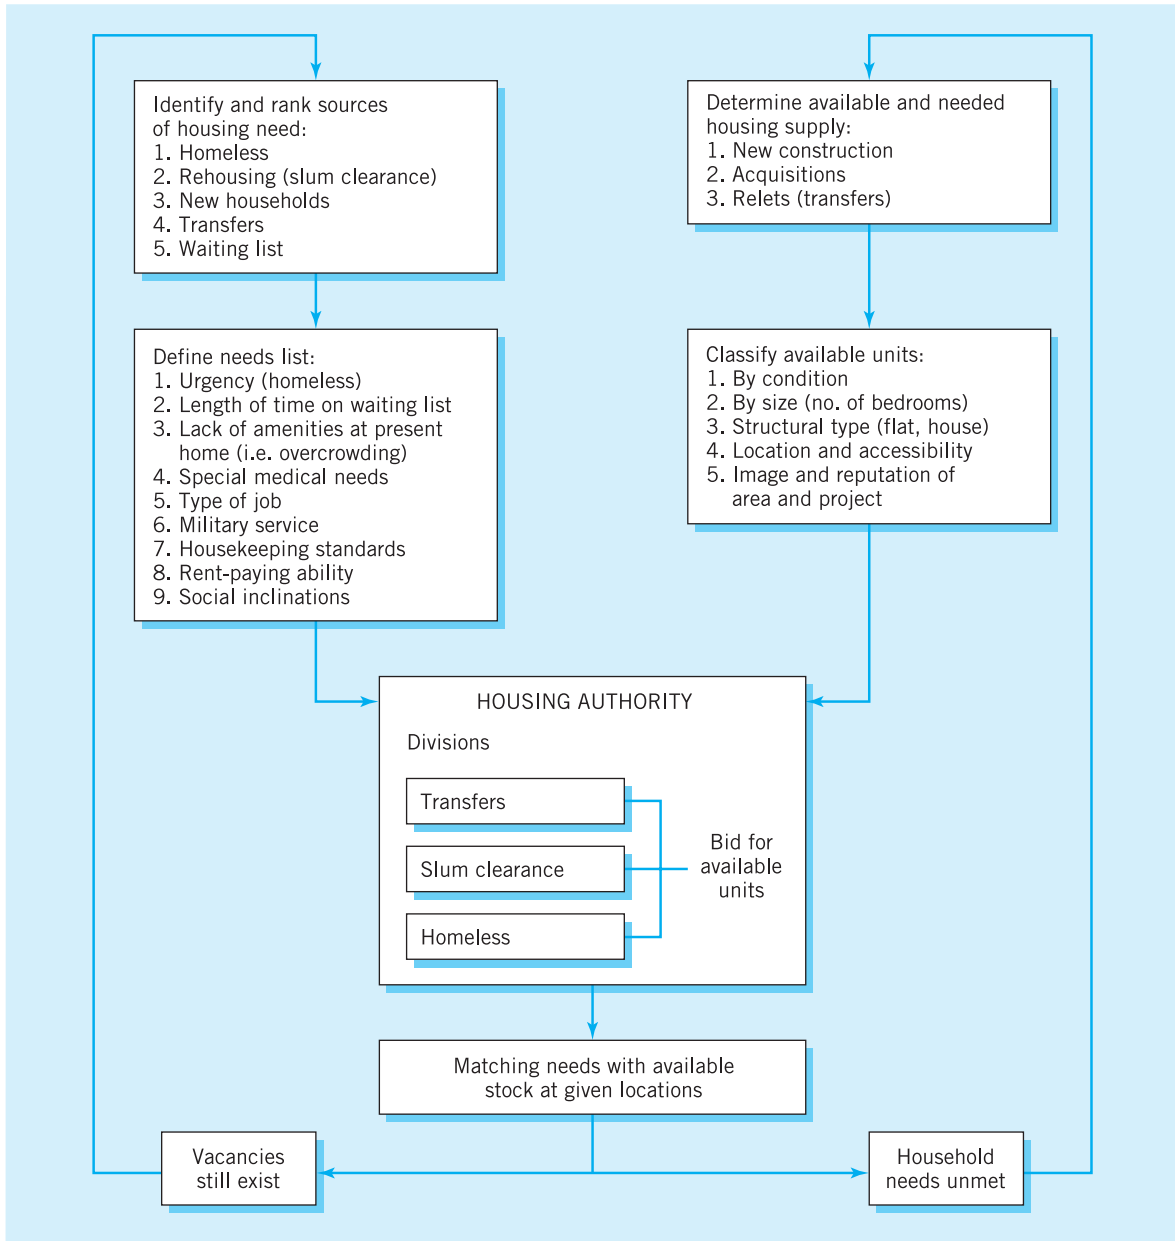 Identify and rank sources
of housing need:
1. Homeless
2. Rehousing (slum clearance)
3. New households
4. Transfers
5. Waiting list
Determine available and needed
housing supply:
1. New construction
2. Acquisitions
3. Relets (transfers)
Define needs list:
1. Urgency (homeless)
2. Length of time on waiting list
3. Lack of amenities at present
home (i.e. overcrowding)
4. Special medical needs
5. Type of job
6. Military service
7. Housekeeping standards
8. Rent-paying ability
9. Social inclinations
Classify available units:
1. By condition
2. By size (no. of bedrooms)
3. Structural type (flat, house)
4. Location and accessibility
5. Image and reputation of
area and project
HOUSING AUTHORITY
Divisions
Transfers
Slum clearance
Homeless
Bid for
available
units
Matching needs with available
stock at given locations
Vacancies
still exist
Household
needs unmet